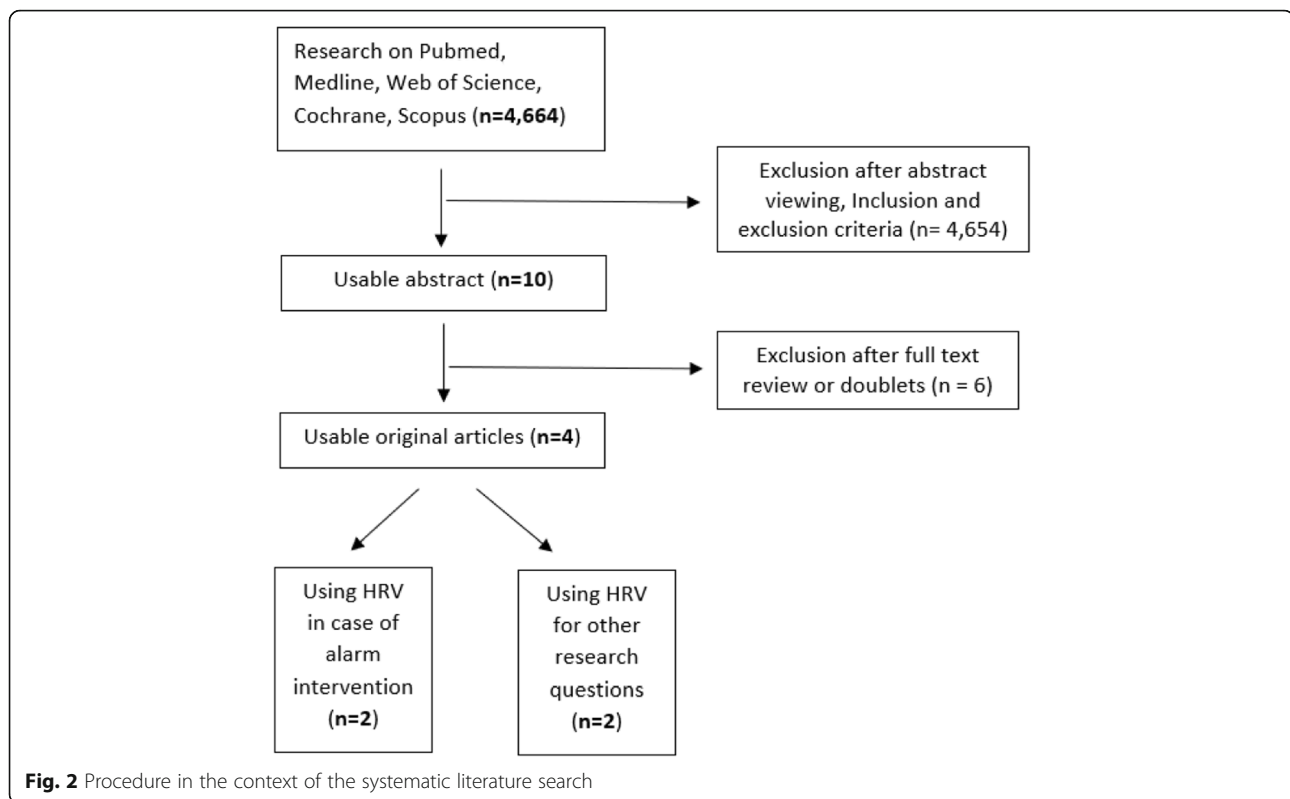 Research on Pubmed,
Medline, Web of Science,
Cochrane, Scopus (n=4,664)
Exclusion after abstract
viewing, Inclusion and
exclusion criteria (n= 4,654)
Usable abstract (n=10)
Exclusion after full text
review or doublets (n = 6)
Usable original articles (n=4)
Using HRV
in case of
alarm
intervention
(n=2)
Using HRV
for other
research
questions
(n=2)
Fig. 2 Procedure in the context of the systematic literature search